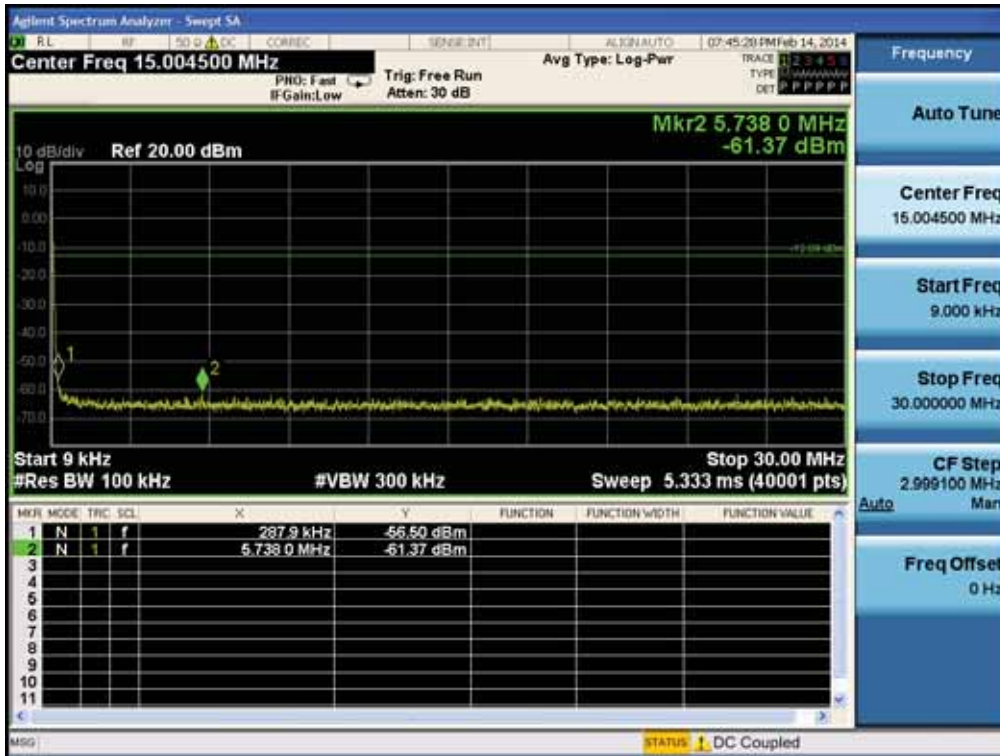 Agilent Spectrum Analyzer - Swept SA
RL RF 50 Ω DC CORREC SENSE:INT ALIGN AUTO 07:45:28 PM Feb 14, 2014
Center Freq 15.004500 MHz
PNO: Fast
IFGain:Low
Trig: Free Run
Atten: 30 dB
Avg Type: Log-Pwr
TRACE 1 2 3 4 5 6
TYPE
DET P P P P P P
Mkr2 5.738 0 MHz
-61.37 dBm
10 dB/div Ref 20.00 dBm
Log
10.0
0.00
-10.0
-20.0
-30.0
-40.0
-50.0
-60.0
-70.0
1
2
Start 9 kHz Stop 30.00 MHz
#Res BW 100 kHz #VBW 300 kHz Sweep 5.333 ms (40001 pts)
MKR MODE TRC SCL X Y FUNCTION FUNCTION WIDTH FUNCTION VALUE
1 N 1 f 287.9 kHz -56.50 dBm
2 N 1 f 5.738 0 MHz -61.37 dBm
3
4
5
6
7
8
9
10
11
MSG STATUS DC Coupled
Frequency
Auto Tune
Center Freq
15.004500 MHz
Start Freq
9.000 kHz
Stop Freq
30.000000 MHz
CF Step
2.999100 MHz
Auto Man
Freq Offset
0 Hz